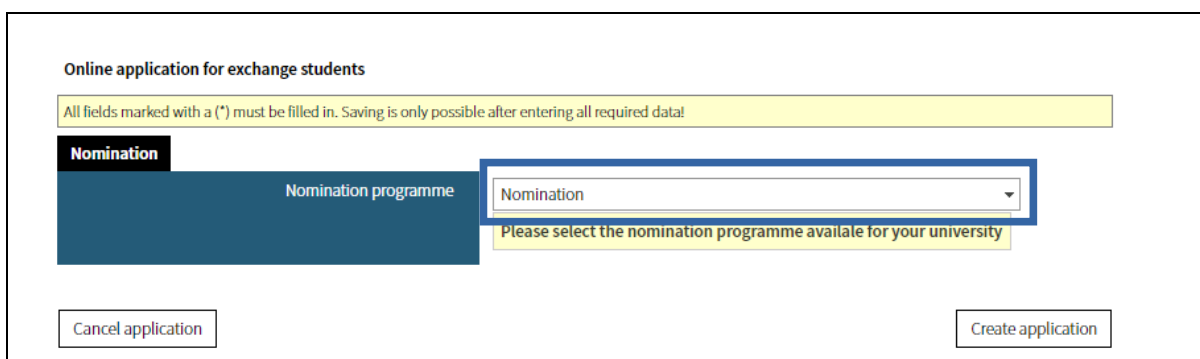 Online application for exchange students
All fields marked with a (*) must be filled in. Saving is only possible after entering all required data!
Nomination
Nomination programme
Nomination
Please select the nomination programme availale for your university
Cancel application
Create application